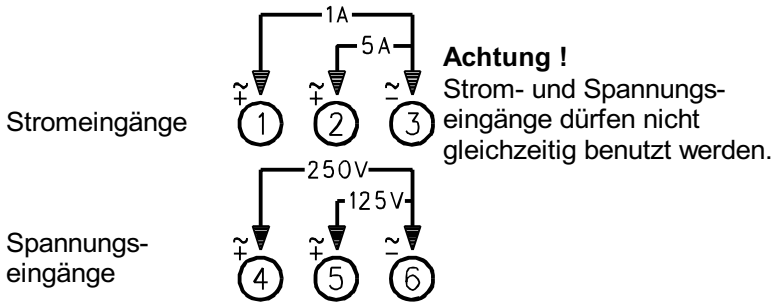 1A
5A
Achtung !
Strom- und Spannungs-
eingänge dürfen nicht
gleichzeitig benutzt werden.
Stromeingänge
~ + 1 ~ + 2 ~ - 3
250V
125V
Spannungs-
eingänge
~ + 4 ~ + 5 ~ - 6